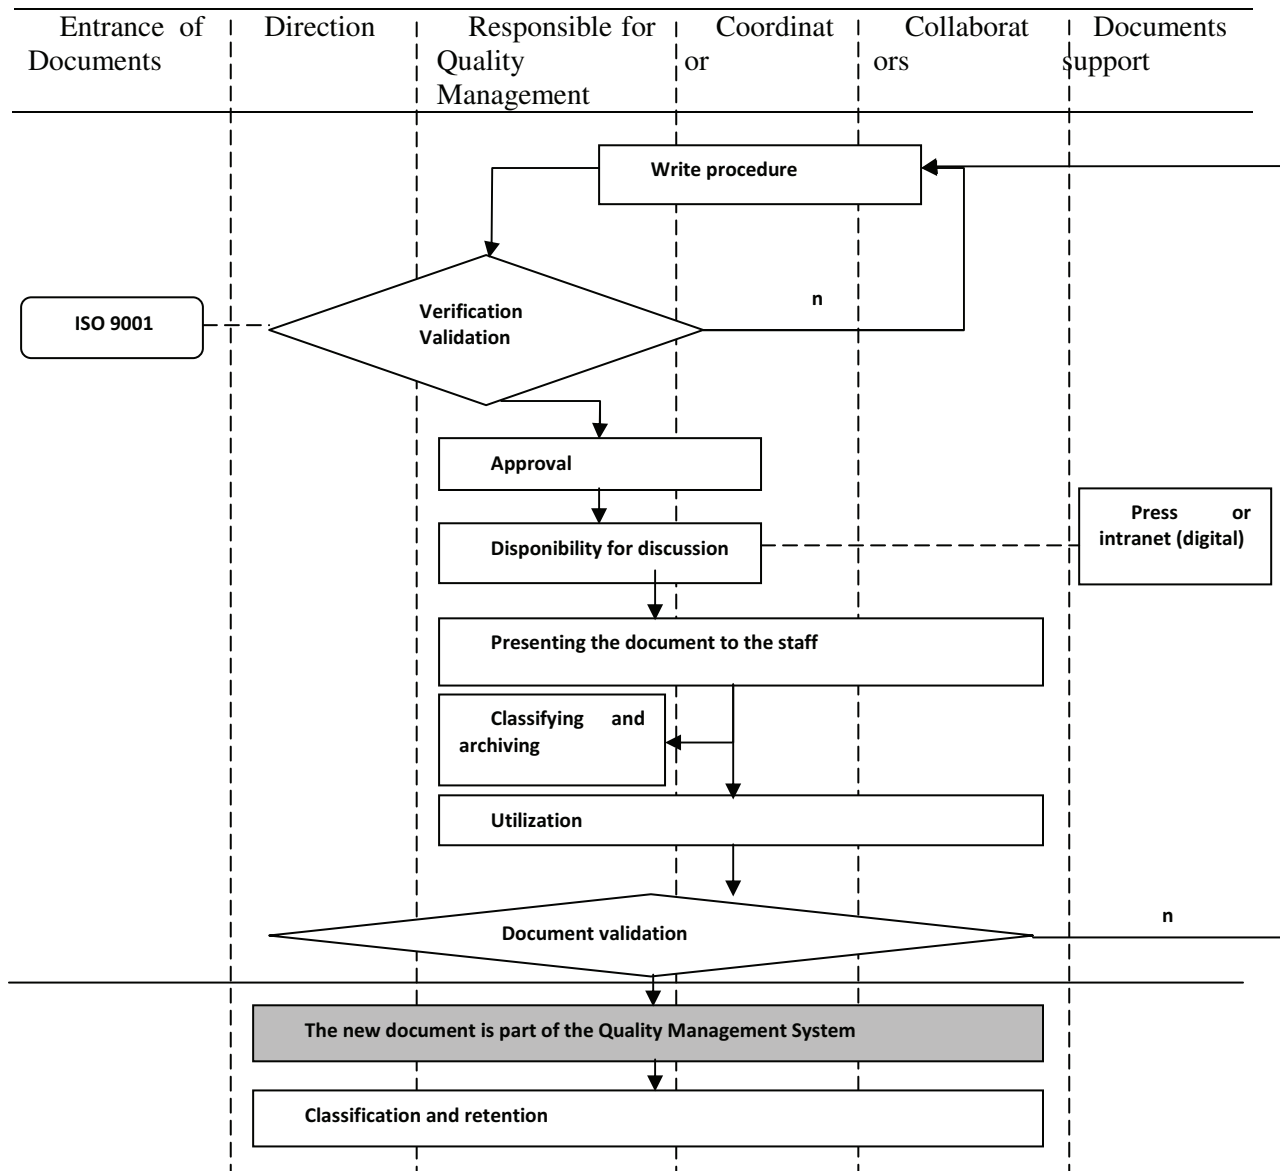 Entrance of
Documents
Direction
Responsible for
Quality
Management
Coordinat
or
Collaborat
ors
Documents
support
Write procedure
Verification
Validation
n
ISO 9001
Approval
Disponibility for discussion
Press or
intranet (digital)
Presenting the document to the staff
Classifying and
archiving
Utilization
Document validation
n
The new document is part of the Quality Management System
Classification and retention